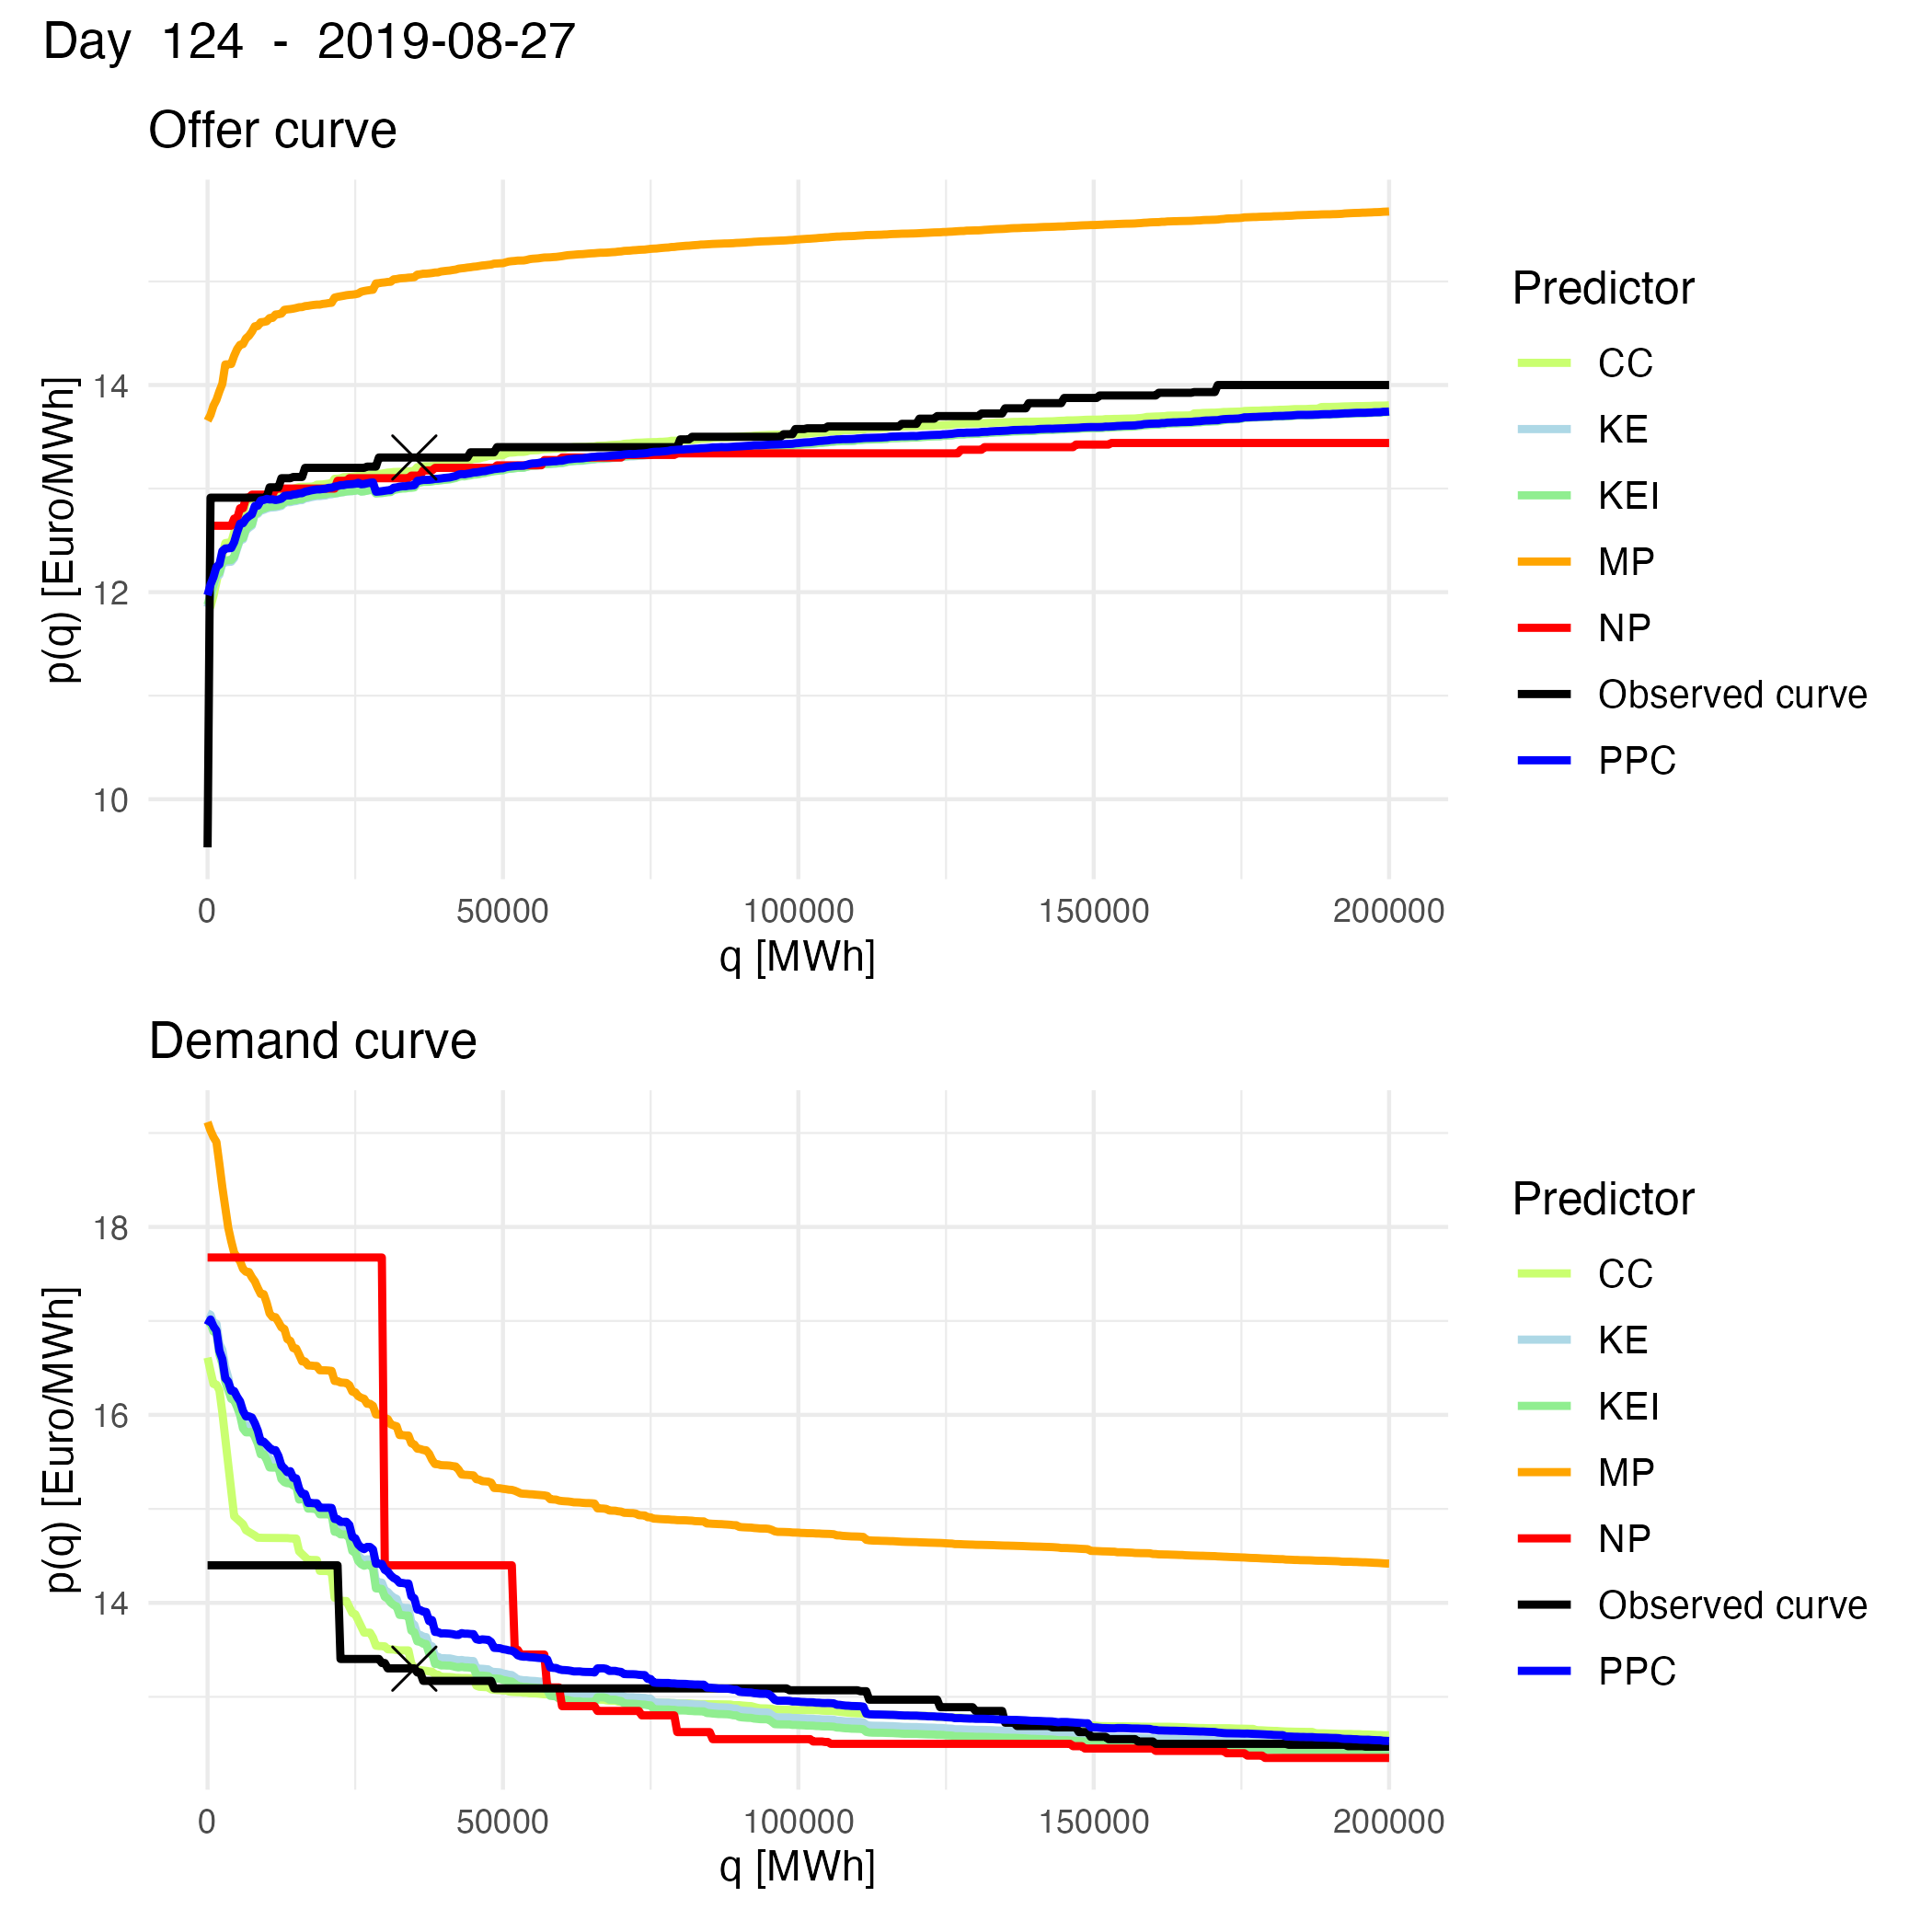 Day 124 - 2019-08-27
Offer curve
p(q) [Euro/MWh]
14
12
10
0
50000
100000
150000
200000
q [MWh]
Predictor
CC
KE
KEI
MP
NP
Observed curve
PPC
Demand curve
p(q) [Euro/MWh]
18
16
14
0
50000
100000
150000
200000
q [MWh]
Predictor
CC
KE
KEI
MP
NP
Observed curve
PPC